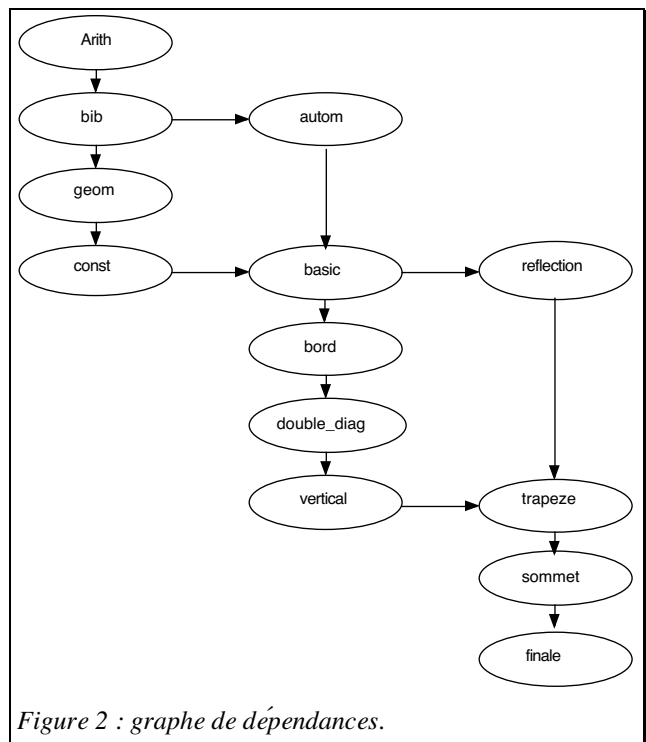 Arith
bib
autom
geom
const
basic
reflection
bord
double_diag
vertical
trapeze
sommet
finale
Figure 2 : graphe de dépendances.